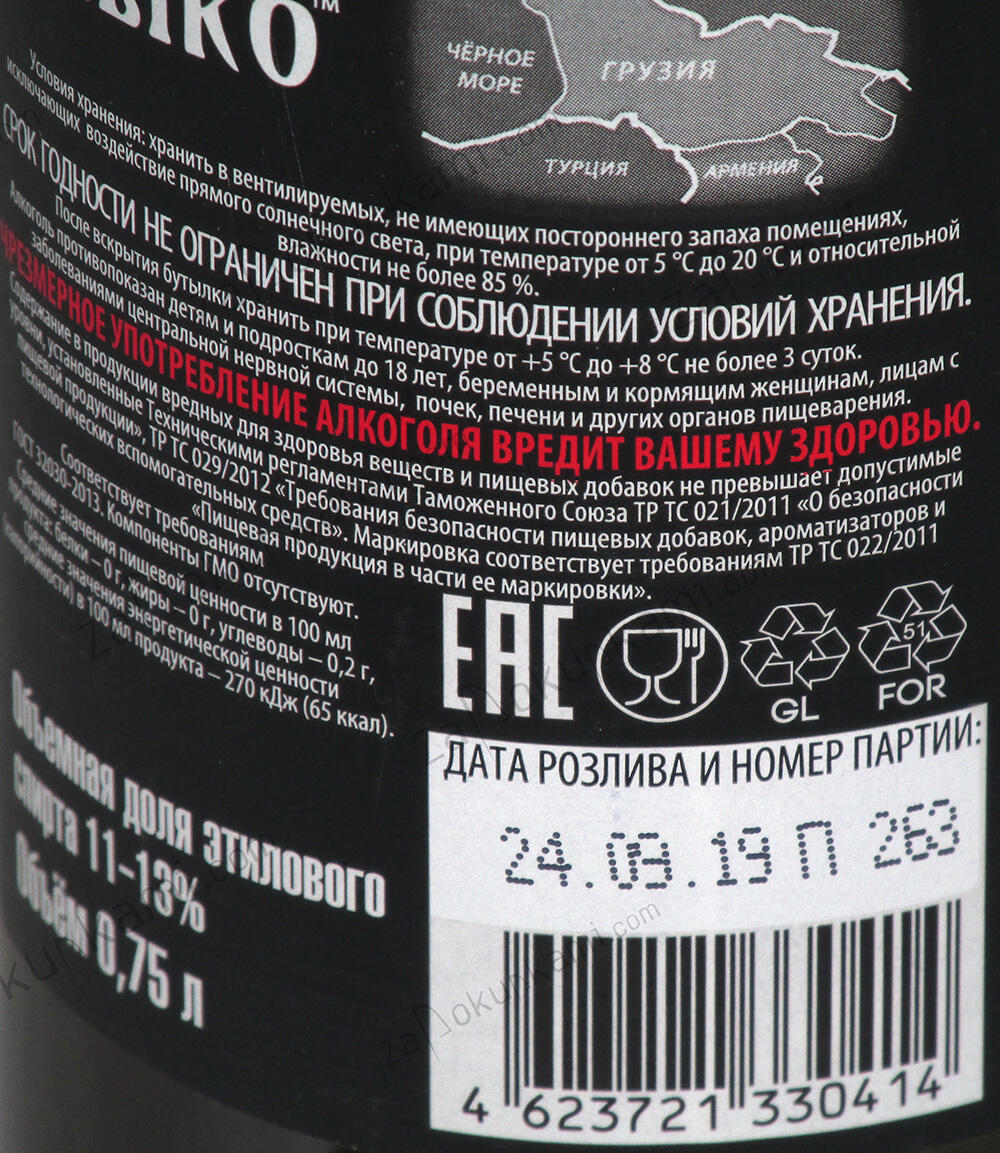 ЫКО™
ЧЁРНОЕ
МОРЕ
ГРУЗИЯ
ТУРЦИЯ
АРМЕНИЯ
Условия хранения: хранить в вентилируемых, не имеющих постороннего запаха помещениях,
исключающих воздействие прямого солнечного света, при температуре от 5 °С до 20 °С и относительной
влажности не более 85 %.
СРОК ГОДНОСТИ НЕ ОГРАНИЧЕН ПРИ СОБЛЮДЕНИИ УСЛОВИЙ ХРАНЕНИЯ.
После вскрытия бутылки хранить при температуре от +5 °С до +8 °С не более 3 суток.
Алкоголь противопоказан детям и подросткам до 18 лет, беременным и кормящим женщинам, лицам с
заболеваниями центральной нервной системы, почек, печени и других органов пищеварения.
ЧРЕЗМЕРНОЕ УПОТРЕБЛЕНИЕ АЛКОГОЛЯ ВРЕДИТ ВАШЕМУ ЗДОРОВЬЮ.
Содержание в продукции вредных для здоровья веществ и пищевых добавок не превышает допустимые
уровни, установленные Техническими регламентами Таможенного Союза ТР ТС 021/2011 «О безопасности
пищевой продукции», ТР ТС 029/2012 «Требования безопасности пищевых добавок, ароматизаторов и
технологических вспомогательных средств». Маркировка соответствует требованиям ТР ТС 022/2011
«Пищевая продукция в части ее маркировки».
Соответствует требованиям
ГОСТ 32030-2013. Компоненты ГМО отсутствуют.
Средние значения пищевой ценности в 100 мл
продукта: белки – 0 г, жиры – 0 г, углеводы – 0,2 г,
средние значения энергетической ценности
(калорийности) в 100 мл продукта – 270 кДж (65 ккал).
EAC
GL
51
FOR
Объемная доля этилового
спирта 11–13%
Объём 0,75 л
ДАТА РОЗЛИВА И НОМЕР ПАРТИИ:
24.09.19 П 263
4 623721 330414
zapokunkami.com